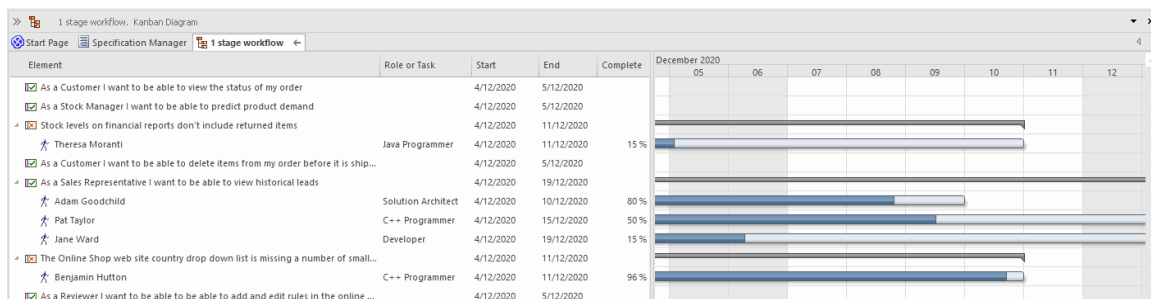 1 stage workflow. Kanban Diagram
Start Page Specification Manager 1 stage workflow
Element Role or Task Start End Complete December 2020
05 06 07 08 09 10 11 12
As a Customer I want to be able to view the status of my order 4/12/2020 5/12/2020
As a Stock Manager I want to be able to predict product demand 4/12/2020 5/12/2020
Stock levels on financial reports don't include returned items 4/12/2020 11/12/2020
Theresa Moranti Java Programmer 4/12/2020 11/12/2020 15 %
As a Customer I want to be able to delete items from my order before it is ship... 4/12/2020 5/12/2020
As a Sales Representative I want to be able to view historical leads 4/12/2020 19/12/2020
Adam Goodchild Solution Architect 4/12/2020 10/12/2020 80 %
Pat Taylor C++ Programmer 4/12/2020 15/12/2020 50 %
Jane Ward Developer 4/12/2020 19/12/2020 15 %
The Online Shop web site country drop down list is missing a number of small... 4/12/2020 11/12/2020
Benjamin Hutton C++ Programmer 4/12/2020 11/12/2020 96 %
As a Reviewer I want to be able to be able to add and edit rules in the online ... 4/12/2020 5/12/2020